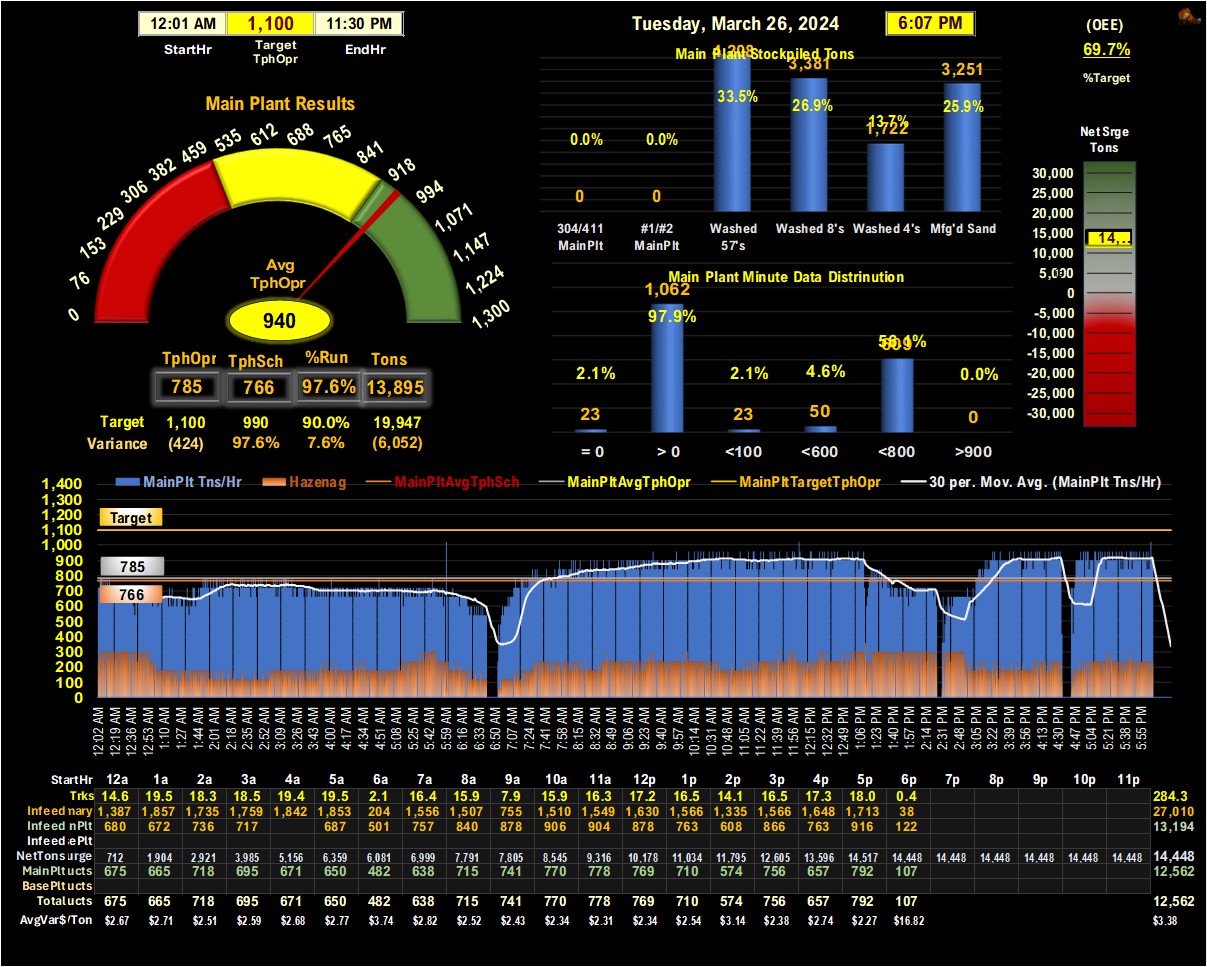 12:01 AM 1,100 11:30 PM
StartHr Target TphOpr EndHr
Tuesday, March 26, 2024 6:07 PM
(OEE)
69.7%
%Target
Main Plant Results
0 76 153 229 306 382 459 535 612 688 765 841 918 994 1,071 1,147 1,224 1,300
Avg
TphOpr
940
TphOpr TphSch %Run Tons
785 766 97.6% 13,895
Target 1,100 990 90.0% 19,947
Variance (424) 97.6% 7.6% (6,052)
Main Plant Stockpiled Tons
4,208 3,381 1,722 3,251
0.0% 0.0% 33.5% 26.9% 13.7% 25.9%
0 0
304/411 MainPlt #1/#2 MainPlt Washed 57's Washed 8's Washed 4's Mfg'd Sand
Main Plant Minute Data Distrinution
1,062
97.9%
2.1% 2.1% 4.6% 0.0%
23 23 50 0
= 0 > 0 <100 <600 <800 >900
NetSrge
Tons
30,000
25,000
20,000
15,000
14,..
10,000
5,000
0
-5,000
-10,000
-15,000
-20,000
-25,000
-30,000
MainPlt Tns/Hr Hazenag MainPltAvgTphSch MainPltAvgTphOpr MainPltTargetTphOpr 30 per. Mov. Avg. (MainPlt Tns/Hr)
1,400
1,300
1,200
1,100
1,000
900
800
700
600
500
400
300
200
100
0
Target
785
766
12:02 AM 12:19 AM 12:36 AM 12:53 AM 1:10 AM 1:27 AM 1:44 AM 2:01 AM 2:18 AM 2:35 AM 2:52 AM 3:09 AM 3:26 AM 3:43 AM 4:00 AM 4:17 AM 4:34 AM 4:51 AM 5:08 AM 5:25 AM 5:42 AM 5:59 AM 6:16 AM 6:33 AM 6:50 AM 7:07 AM 7:24 AM 7:41 AM 7:58 AM 8:15 AM 8:32 AM 8:49 AM 9:06 AM 9:23 AM 9:40 AM 9:57 AM 10:14 AM 10:31 AM 10:48 AM 11:05 AM 11:22 AM 11:39 AM 11:56 AM 12:15 PM 12:32 PM 12:49 PM 1:06 PM 1:23 PM 1:40 PM 1:57 PM 2:14 PM 2:31 PM 2:48 PM 3:05 PM 3:22 PM 3:39 PM 3:56 PM 4:13 PM 4:30 PM 4:47 PM 5:04 PM 5:21 PM 5:38 PM 5:55 PM
StartHr 12a 1a 2a 3a 4a 5a 6a 7a 8a 9a 10a 11a 12p 1p 2p 3p 4p 5p 6p 7p 8p 9p 10p 11p
Trks 14.6 19.5 18.3 18.5 19.4 19.5 2.1 16.4 15.9 7.9 15.9 16.3 17.2 16.5 14.1 16.5 17.3 18.0 0.4 284.3
Infeed nary 1,387 1,857 1,735 1,759 1,842 1,853 204 1,556 1,507 755 1,510 1,549 1,630 1,566 1,335 1,566 1,648 1,713 38 27,010
Infeed nPlt 680 672 736 717 687 501 757 840 878 906 904 878 763 608 866 763 916 122 13,194
Infeed ePlt
NetTons urge 712 1,904 2,921 3,985 5,156 6,359 6,081 6,999 7,791 7,805 8,545 9,316 10,178 11,034 11,795 12,605 13,596 14,517 14,448 14,448 14,448 14,448 14,448 14,448 14,448
MainPlt ucts 675 665 718 695 671 650 482 638 715 741 770 778 769 710 574 756 657 792 107 12,562
BasePlt ucts
Total ucts 675 665 718 695 671 650 482 638 715 741 770 778 769 710 574 756 657 792 107 12,562
AvgVar$/Ton $2.67 $2.71 $2.51 $2.59 $2.68 $2.77 $3.74 $2.82 $2.52 $2.43 $2.34 $2.31 $2.34 $2.54 $3.14 $2.38 $2.74 $2.27 $16.82 $3.38